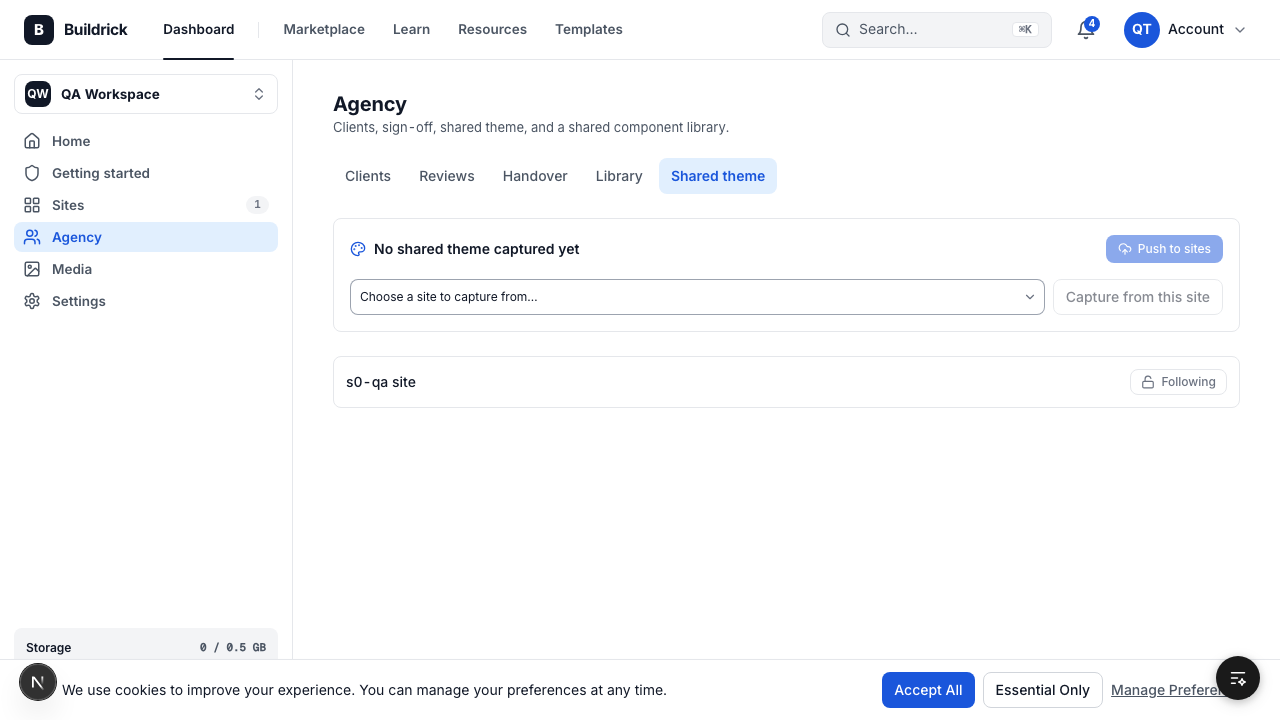 B Buildrick Dashboard Marketplace Learn Resources Templates Search... ⌘K 4 QT Account
QW QA Workspace
Home
Getting started
Sites 1
Agency
Media
Settings
Storage 0 / 0.5 GB
Agency
Clients, sign-off, shared theme, and a shared component library.
Clients Reviews Handover Library Shared theme
No shared theme captured yet Push to sites
Choose a site to capture from... Capture from this site
s0-qa site Following
N We use cookies to improve your experience. You can manage your preferences at any time. Accept All Essential Only Manage